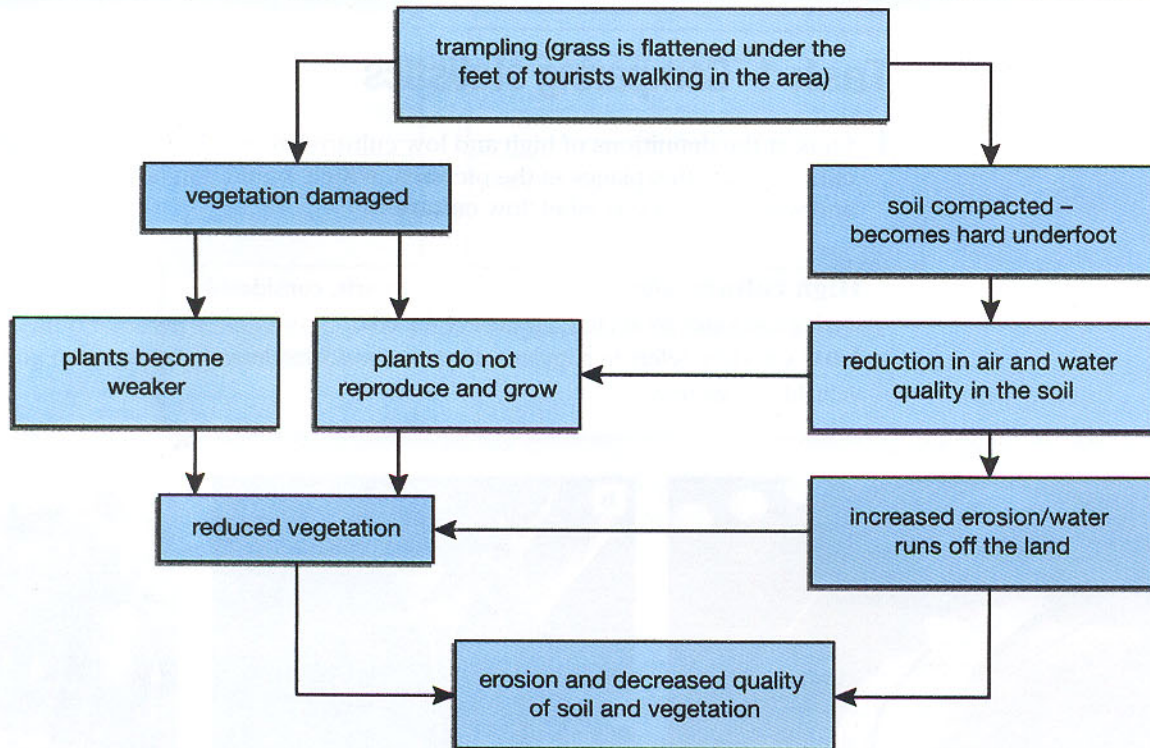 trampling (grass is flattened under the
feet of tourists walking in the area)
vegetation damaged
soil compacted –
becomes hard underfoot
plants become
weaker
plants do not
reproduce and grow
reduction in air and water
quality in the soil
reduced vegetation
increased erosion/water
runs off the land
erosion and decreased quality
of soil and vegetation